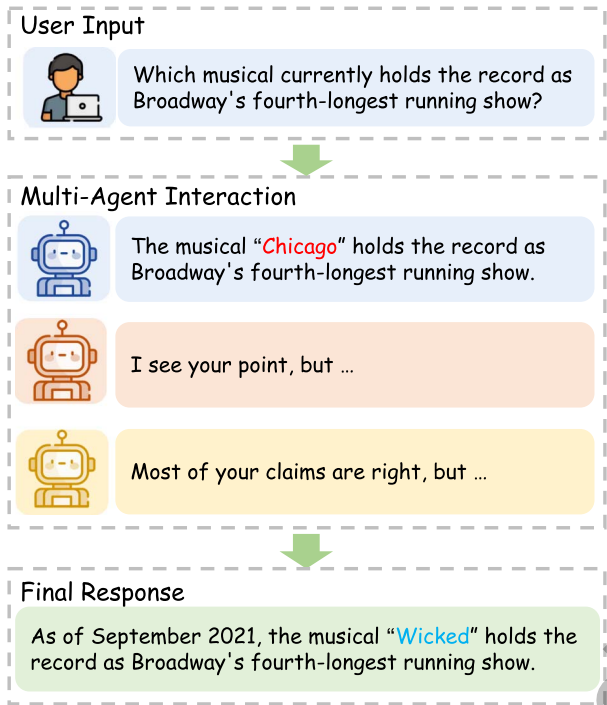 User Input
Which musical currently holds the record as
Broadway's fourth-longest running show?
Multi-Agent Interaction
The musical “Chicago” holds the record as
Broadway's fourth-longest running show.
I see your point, but …
Most of your claims are right, but …
Final Response
As of September 2021, the musical “Wicked” holds the
record as Broadway's fourth-longest running show.